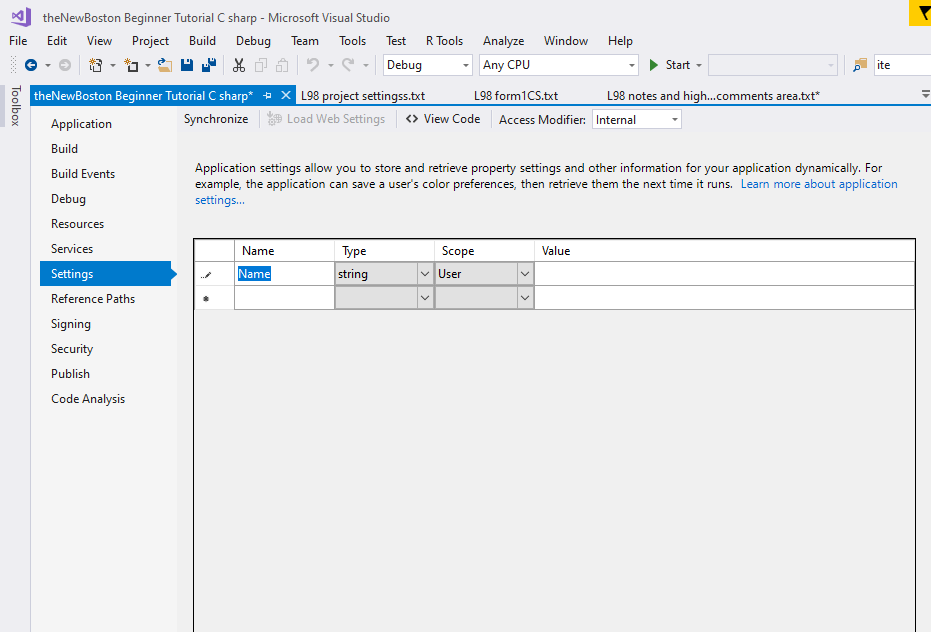 theNewBoston Beginner Tutorial C sharp - Microsoft Visual Studio
File Edit View Project Build Debug Team Tools Test R Tools Analyze Window Help
Debug Any CPU Start ite
Toolbox
theNewBoston Beginner Tutorial C sharp* L98 project settingss.txt L98 form1CS.txt L98 notes and high...comments area.txt*
Synchronize Load Web Settings View Code Access Modifier: Internal
Application
Build
Build Events
Debug
Resources
Services
Settings
Reference Paths
Signing
Security
Publish
Code Analysis
Application settings allow you to store and retrieve property settings and other information for your application dynamically. For
example, the application can save a user's color preferences, then retrieve them the next time it runs. Learn more about application
settings...
Name Type Scope Value
Name string User